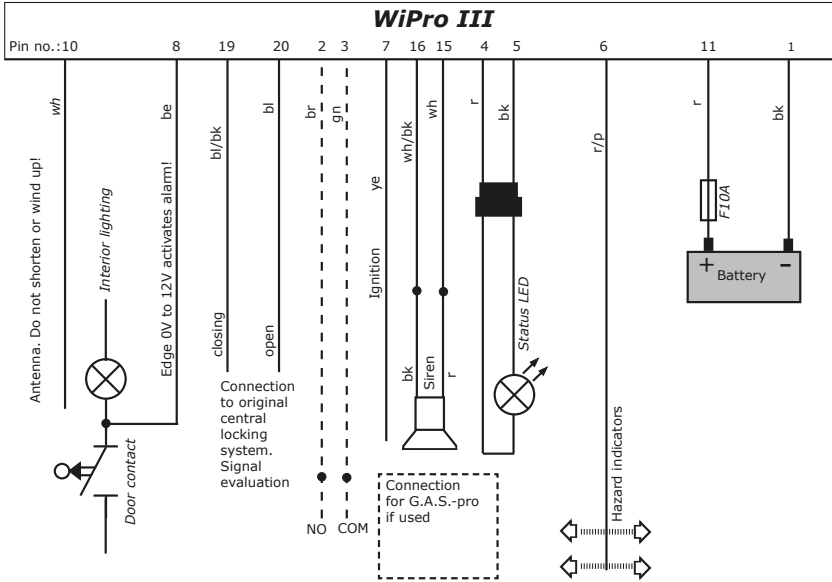 WiPro III
Pin no.:10 8 19 20 2 3 7 16 15 4 5 6 11 1
wh
be
bl/bk
bl
br
gn
ye
wh/bk
wh
r
bk
r/p
r
bk
Antenna. Do not shorten or wind up!
Interior lighting
Edge 0V to 12V activates alarm!
closing
open
Ignition
F10A
+ Battery -
Status LED
bk
Siren
r
Connection
to original
central
locking
system.
Signal
evaluation
Door contact
NO COM
Connection
for G.A.S.-pro
if used
Hazard indicators